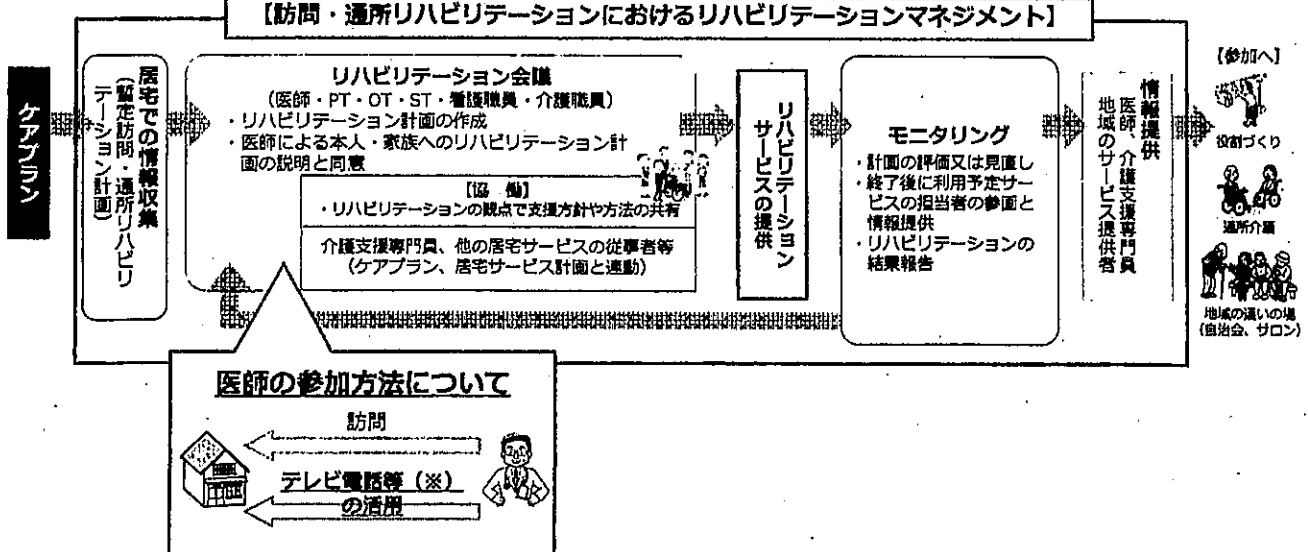 【訪問・通所リハビリテーションにおけるリハビリテーションマネジメント】
ケアプラン
居宅での情報収集
(暫定訪問・通所リハビリ
テーション計画)
リハビリテーション会議
(医師・PT・OT・ST・看護職員・介護職員)
・リハビリテーション計画の作成
・医師による本人・家族へのリハビリテーション計
画の説明と同意
【協 働】
・リハビリテーションの観点で支援方針や方法の共有
介護支援専門員、他の居宅サービスの従事者等
(ケアプラン、居宅サービス計画と連動)
リハビリテーション
サービスの提供
モニタリング
・計画の評価又は見直し
・終了後に利用予定サー
ビスの担当者の参画と
情報提供
・リハビリテーションの
結果報告
情報提供
医師、介護支援専門員
地域のサービス提供者
【参加へ】
役割づくり
通所介護
地域の通いの場
(自治会、サロン)
医師の参加方法について
訪問
テレビ電話等(※)
の活用